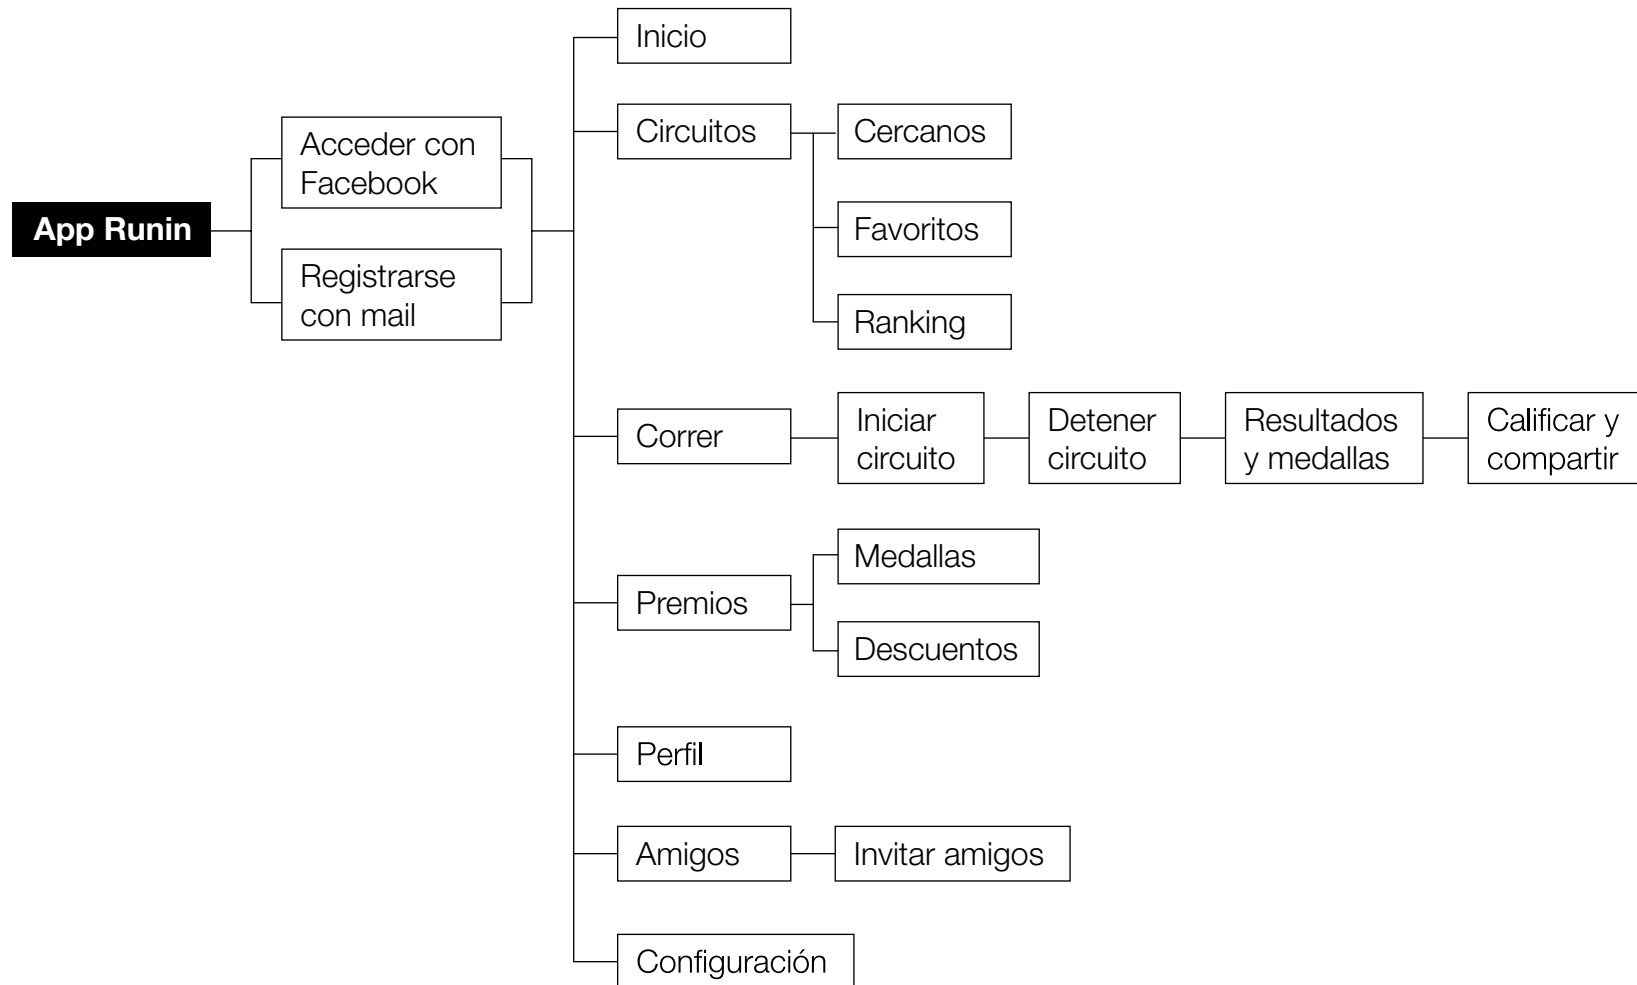 App Runin
Acceder con
Facebook
Registrarse
con mail
Inicio
Circuitos
Cercanos
Favoritos
Ranking
Correr
Iniciar
circuito
Detener
circuito
Resultados
y medallas
Calificar y
compartir
Premios
Medallas
Descuentos
Perfil
Amigos
Invitar amigos
Configuración